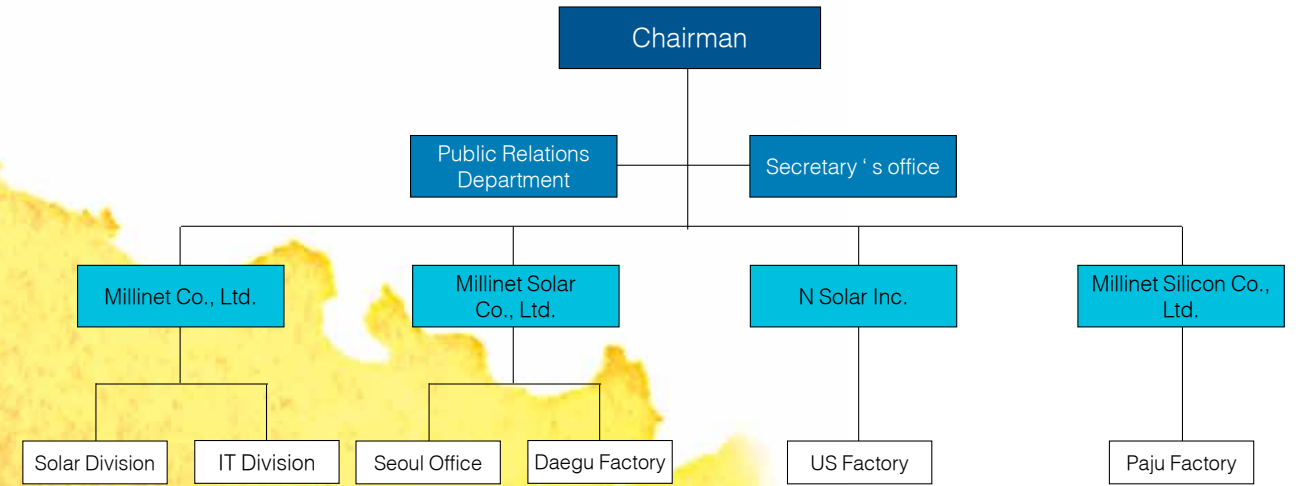 Chairman
Public Relations
Department
Secretary ‘ s office
Millinet Co., Ltd.
Millinet Solar
Co., Ltd.
N Solar Inc.
Millinet Silicon Co.,
Ltd.
Solar Division
IT Division
Seoul Office
Daegu Factory
US Factory
Paju Factory